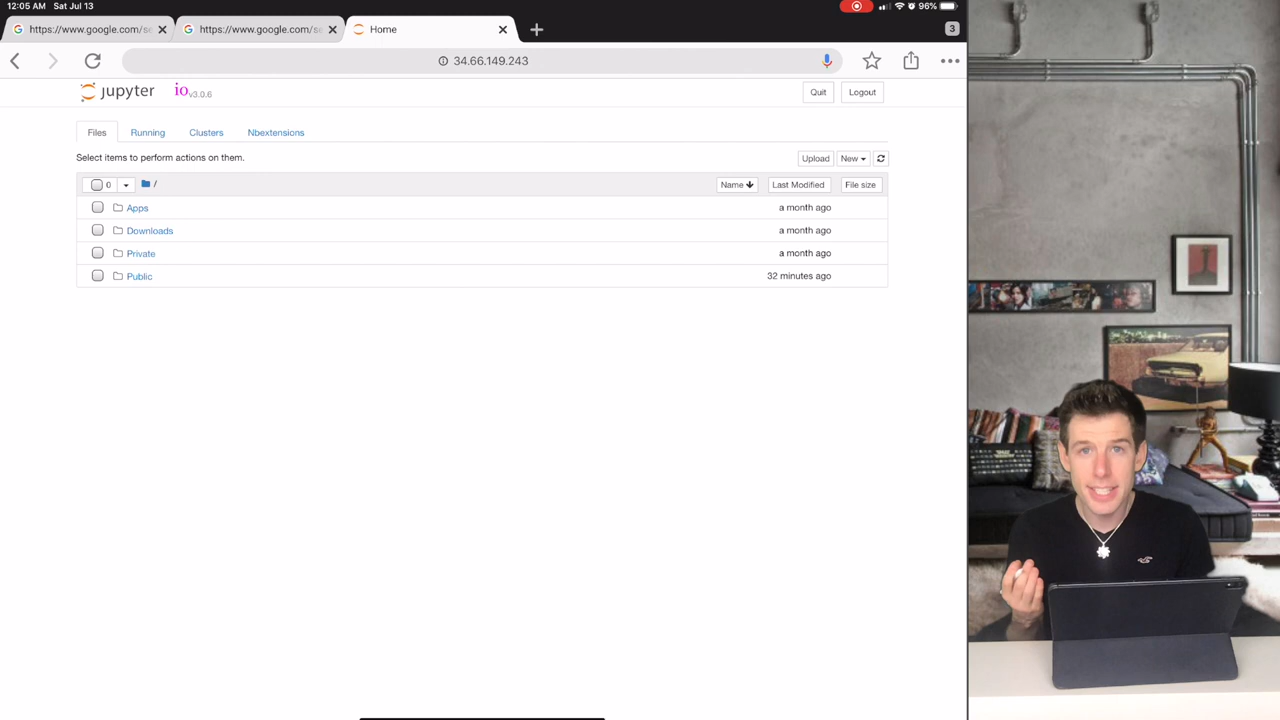 12:05 AM Sat Jul 13
96%
https://www.google.com/se
https://www.google.com/se
Home
3
34.66.149.243
jupyter
io v3.0.6
Quit
Logout
Files
Running
Clusters
Nbextensions
Select items to perform actions on them.
Upload
New
0
/
Name
Last Modified
File size
Apps
a month ago
Downloads
a month ago
Private
a month ago
Public
32 minutes ago